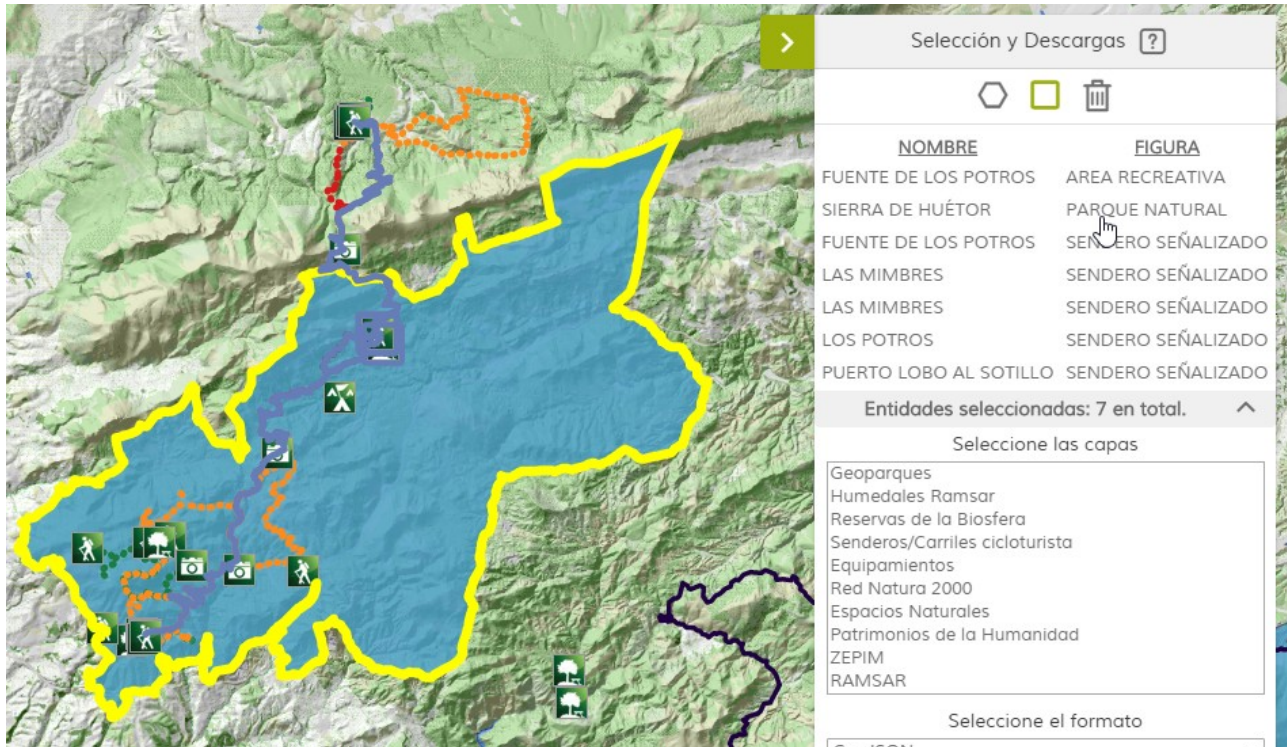 Selección y Descargas ?
NOMBRE FIGURA
FUENTE DE LOS POTROS AREA RECREATIVA
SIERRA DE HUÉTOR PARQUE NATURAL
FUENTE DE LOS POTROS SENDERO SEÑALIZADO
LAS MIMBRES SENDERO SEÑALIZADO
LAS MIMBRES SENDERO SEÑALIZADO
LOS POTROS SENDERO SEÑALIZADO
PUERTO LOBO AL SOTILLO SENDERO SEÑALIZADO
Entidades seleccionadas: 7 en total.
Seleccione las capas
Geoparques
Humedales Ramsar
Reservas de la Biosfera
Senderos/Carriles cicloturista
Equipamientos
Red Natura 2000
Espacios Naturales
Patrimonios de la Humanidad
ZEPIM
RAMSAR
Seleccione el formato